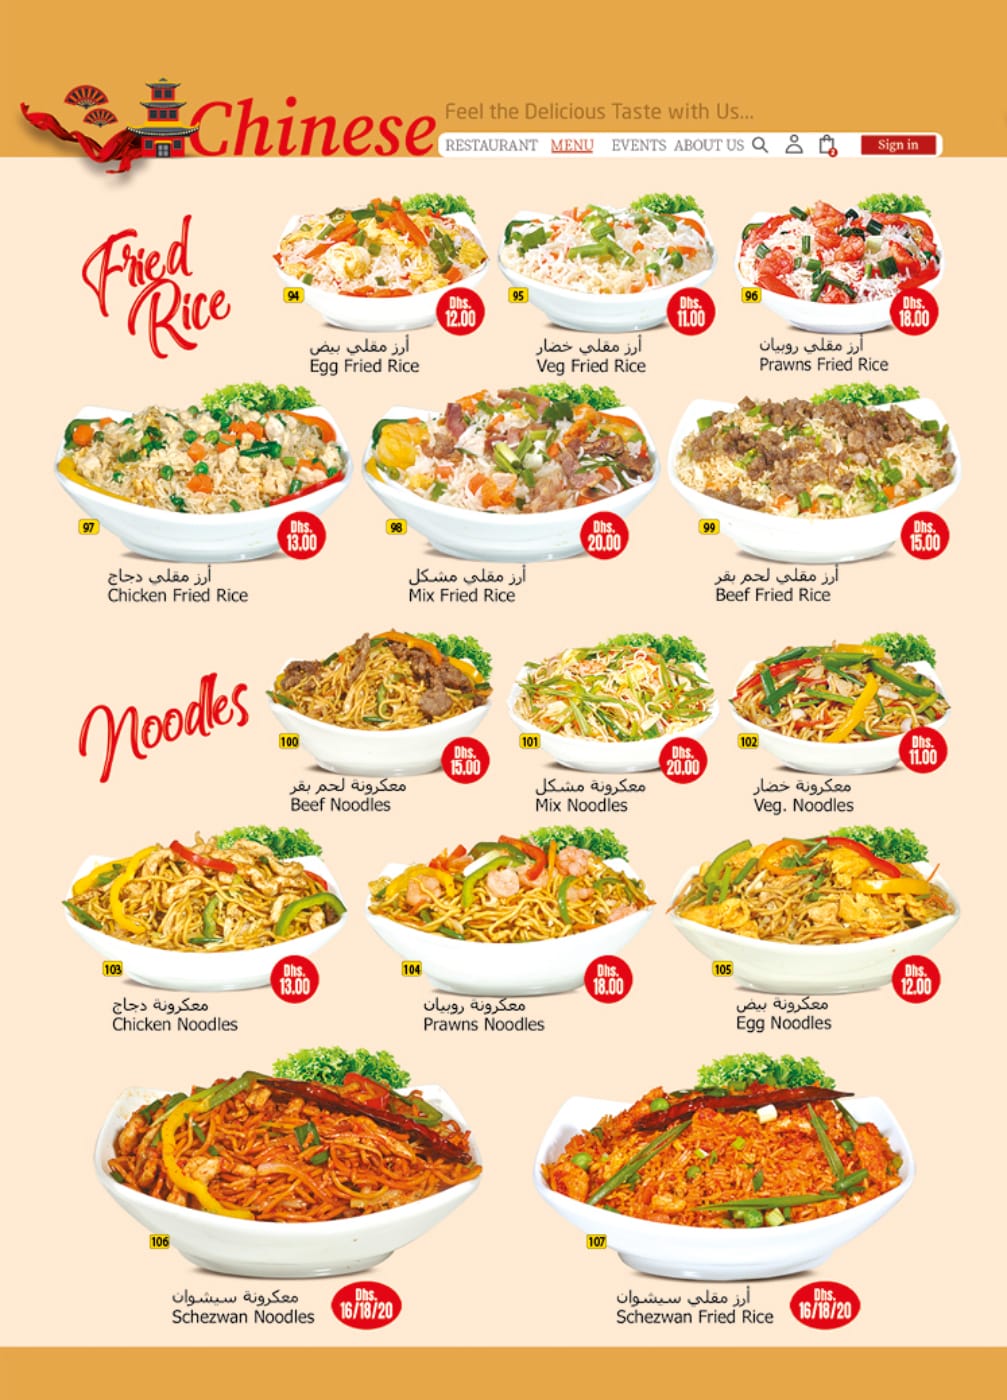 Chinese
Feel the Delicious Taste with Us...
RESTAURANT MENU EVENTS ABOUT US 2 Sign in
Fried
Rice
94
Dhs.
12.00
أرز مقلي بيض
Egg Fried Rice
95
Dhs.
11.00
أرز مقلي خضار
Veg Fried Rice
96
Dhs.
18.00
أرز مقلي روبيان
Prawns Fried Rice
97
Dhs.
13.00
أرز مقلي دجاج
Chicken Fried Rice
98
Dhs.
20.00
أرز مقلي مشكل
Mix Fried Rice
99
Dhs.
15.00
أرز مقلي لحم بقر
Beef Fried Rice
Noodles
100
Dhs.
15.00
معكرونة لحم بقر
Beef Noodles
101
Dhs.
20.00
معكرونة مشكل
Mix Noodles
102
Dhs.
11.00
معكرونة خضار
Veg. Noodles
103
Dhs.
13.00
معكرونة دجاج
Chicken Noodles
104
Dhs.
18.00
معكرونة روبيان
Prawns Noodles
105
Dhs.
12.00
معكرونة بيض
Egg Noodles
106
معكرونة سيشوان
Schezwan Noodles
Dhs.
16/18/20
107
أرز مقلي سيشوان
Schezwan Fried Rice
Dhs.
16/18/20